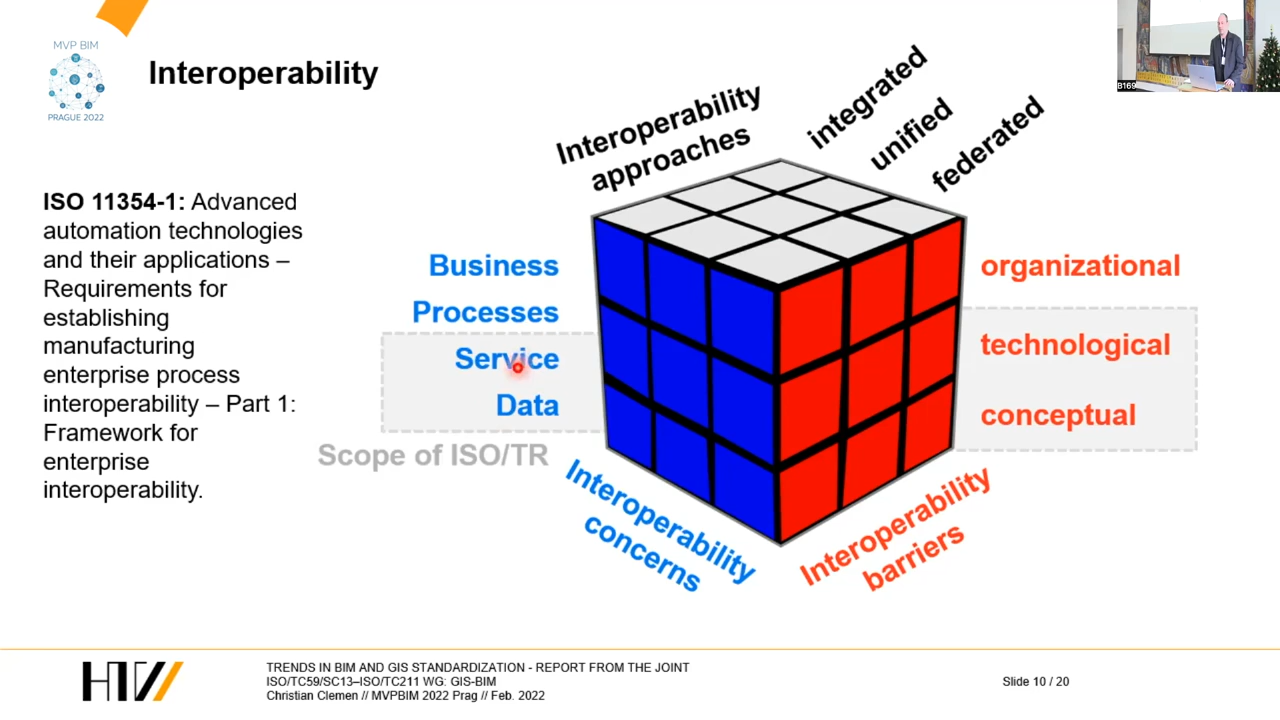 MVP BIM
PRAGUE 2022
Interoperability
ISO 11354-1: Advanced
automation technologies
and their applications –
Requirements for
establishing
manufacturing
enterprise process
interoperability – Part 1:
Framework for
enterprise
interoperability.
Interoperability
approaches
integrated
unified
federated
Business
Processes
Service
Data
Scope of ISO/TR
organizational
technological
conceptual
Interoperability
concerns
Interoperability
barriers
B169
HTW
TRENDS IN BIM AND GIS STANDARDIZATION - REPORT FROM THE JOINT
ISO/TC59/SC13–ISO/TC211 WG: GIS-BIM
Christian Clemen // MVPBIM 2022 Prag // Feb. 2022
Slide 10 / 20